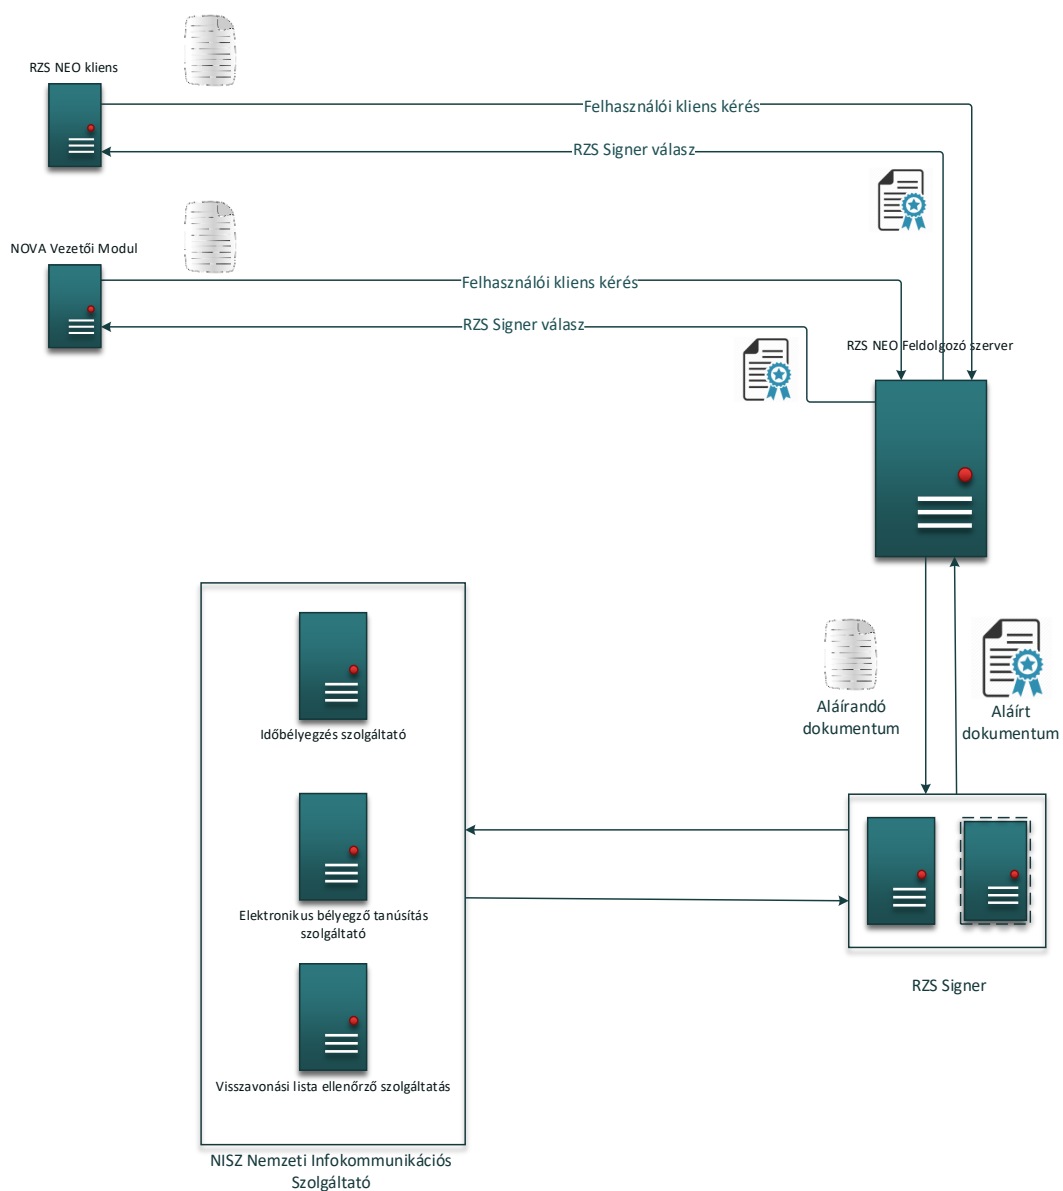 RZS NEO kliens
Felhasználói kliens kérés
RZS Signer válasz
NOVA Vezetői Modul
Felhasználói kliens kérés
RZS Signer válasz
RZS NEO Feldolgozó szerver
Aláírandó
dokumentum
Aláírt
dokumentum
Időbélyegzés szolgáltató
Elektronikus bélyegző tanúsítás
szolgáltató
Visszavonási lista ellenőrző szolgáltatás
RZS Signer
NISZ Nemzeti Infokommunikációs
Szolgáltató